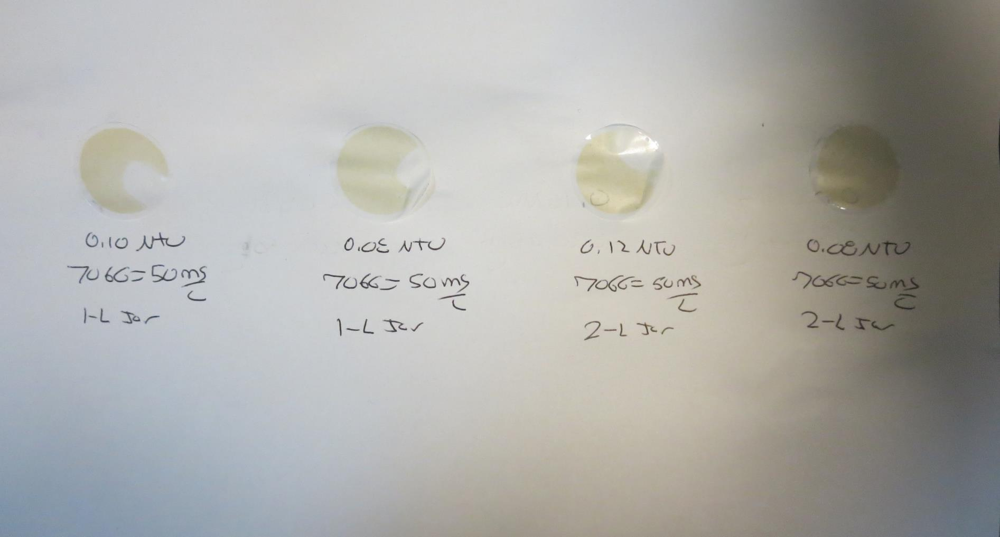 0.10 NTU
7066=50 mg/L
1-L Jar
0.08 NTU
7066=50 mg/L
1-L Jar
0.12 NTU
7066=50 mg/L
2-L Jar
0.08 NTU
7066=50 mg/L
2-L Jar